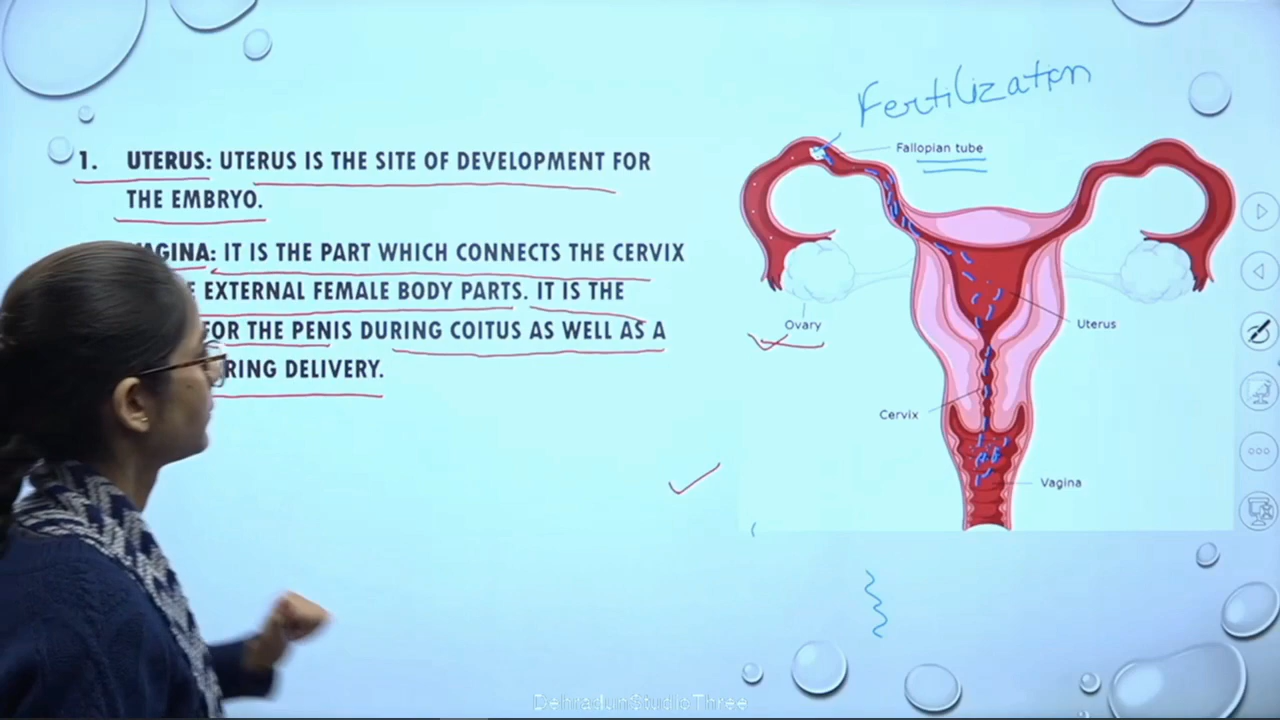 1. UTERUS: UTERUS IS THE SITE OF DEVELOPMENT FOR
THE EMBRYO.
IT IS THE PART WHICH CONNECTS THE CERVIX
EXTERNAL FEMALE BODY PARTS. IT IS THE
FOR THE PENIS DURING COITUS AS WELL AS A
DELIVERY.
Fertilization
Fallopian tube
Ovary
Uterus
Cervix
Vagina
DehradunStudioThree